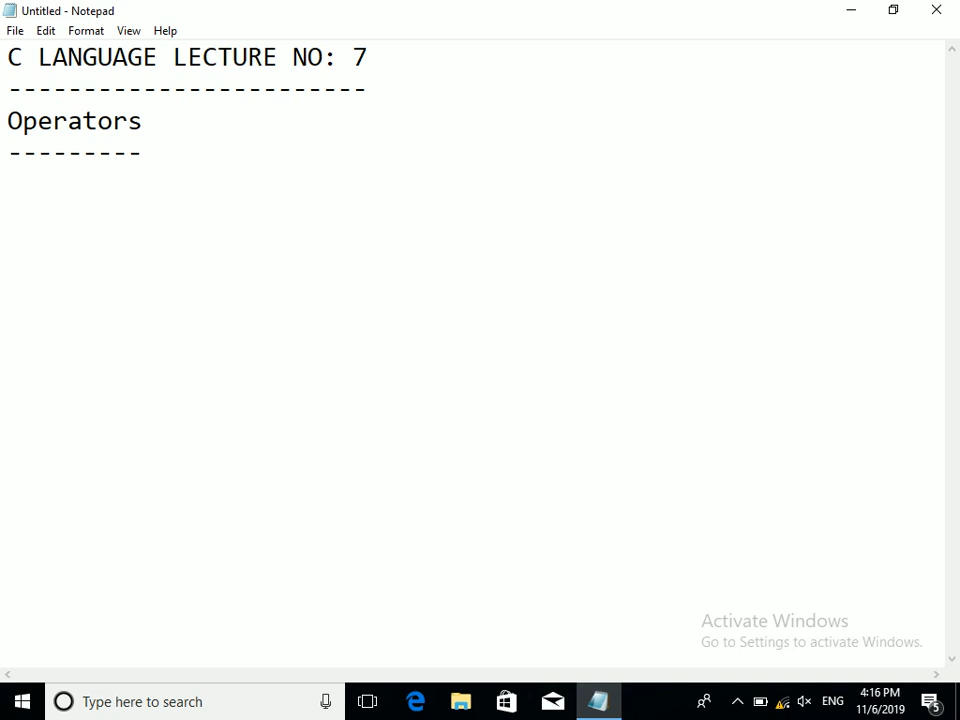 Untitled - Notepad
File Edit Format View Help
C LANGUAGE LECTURE NO: 7
------------------------
Operators
---------
Activate Windows
Go to Settings to activate Windows.
Type here to search
ENG
4:16 PM
11/6/2019
5